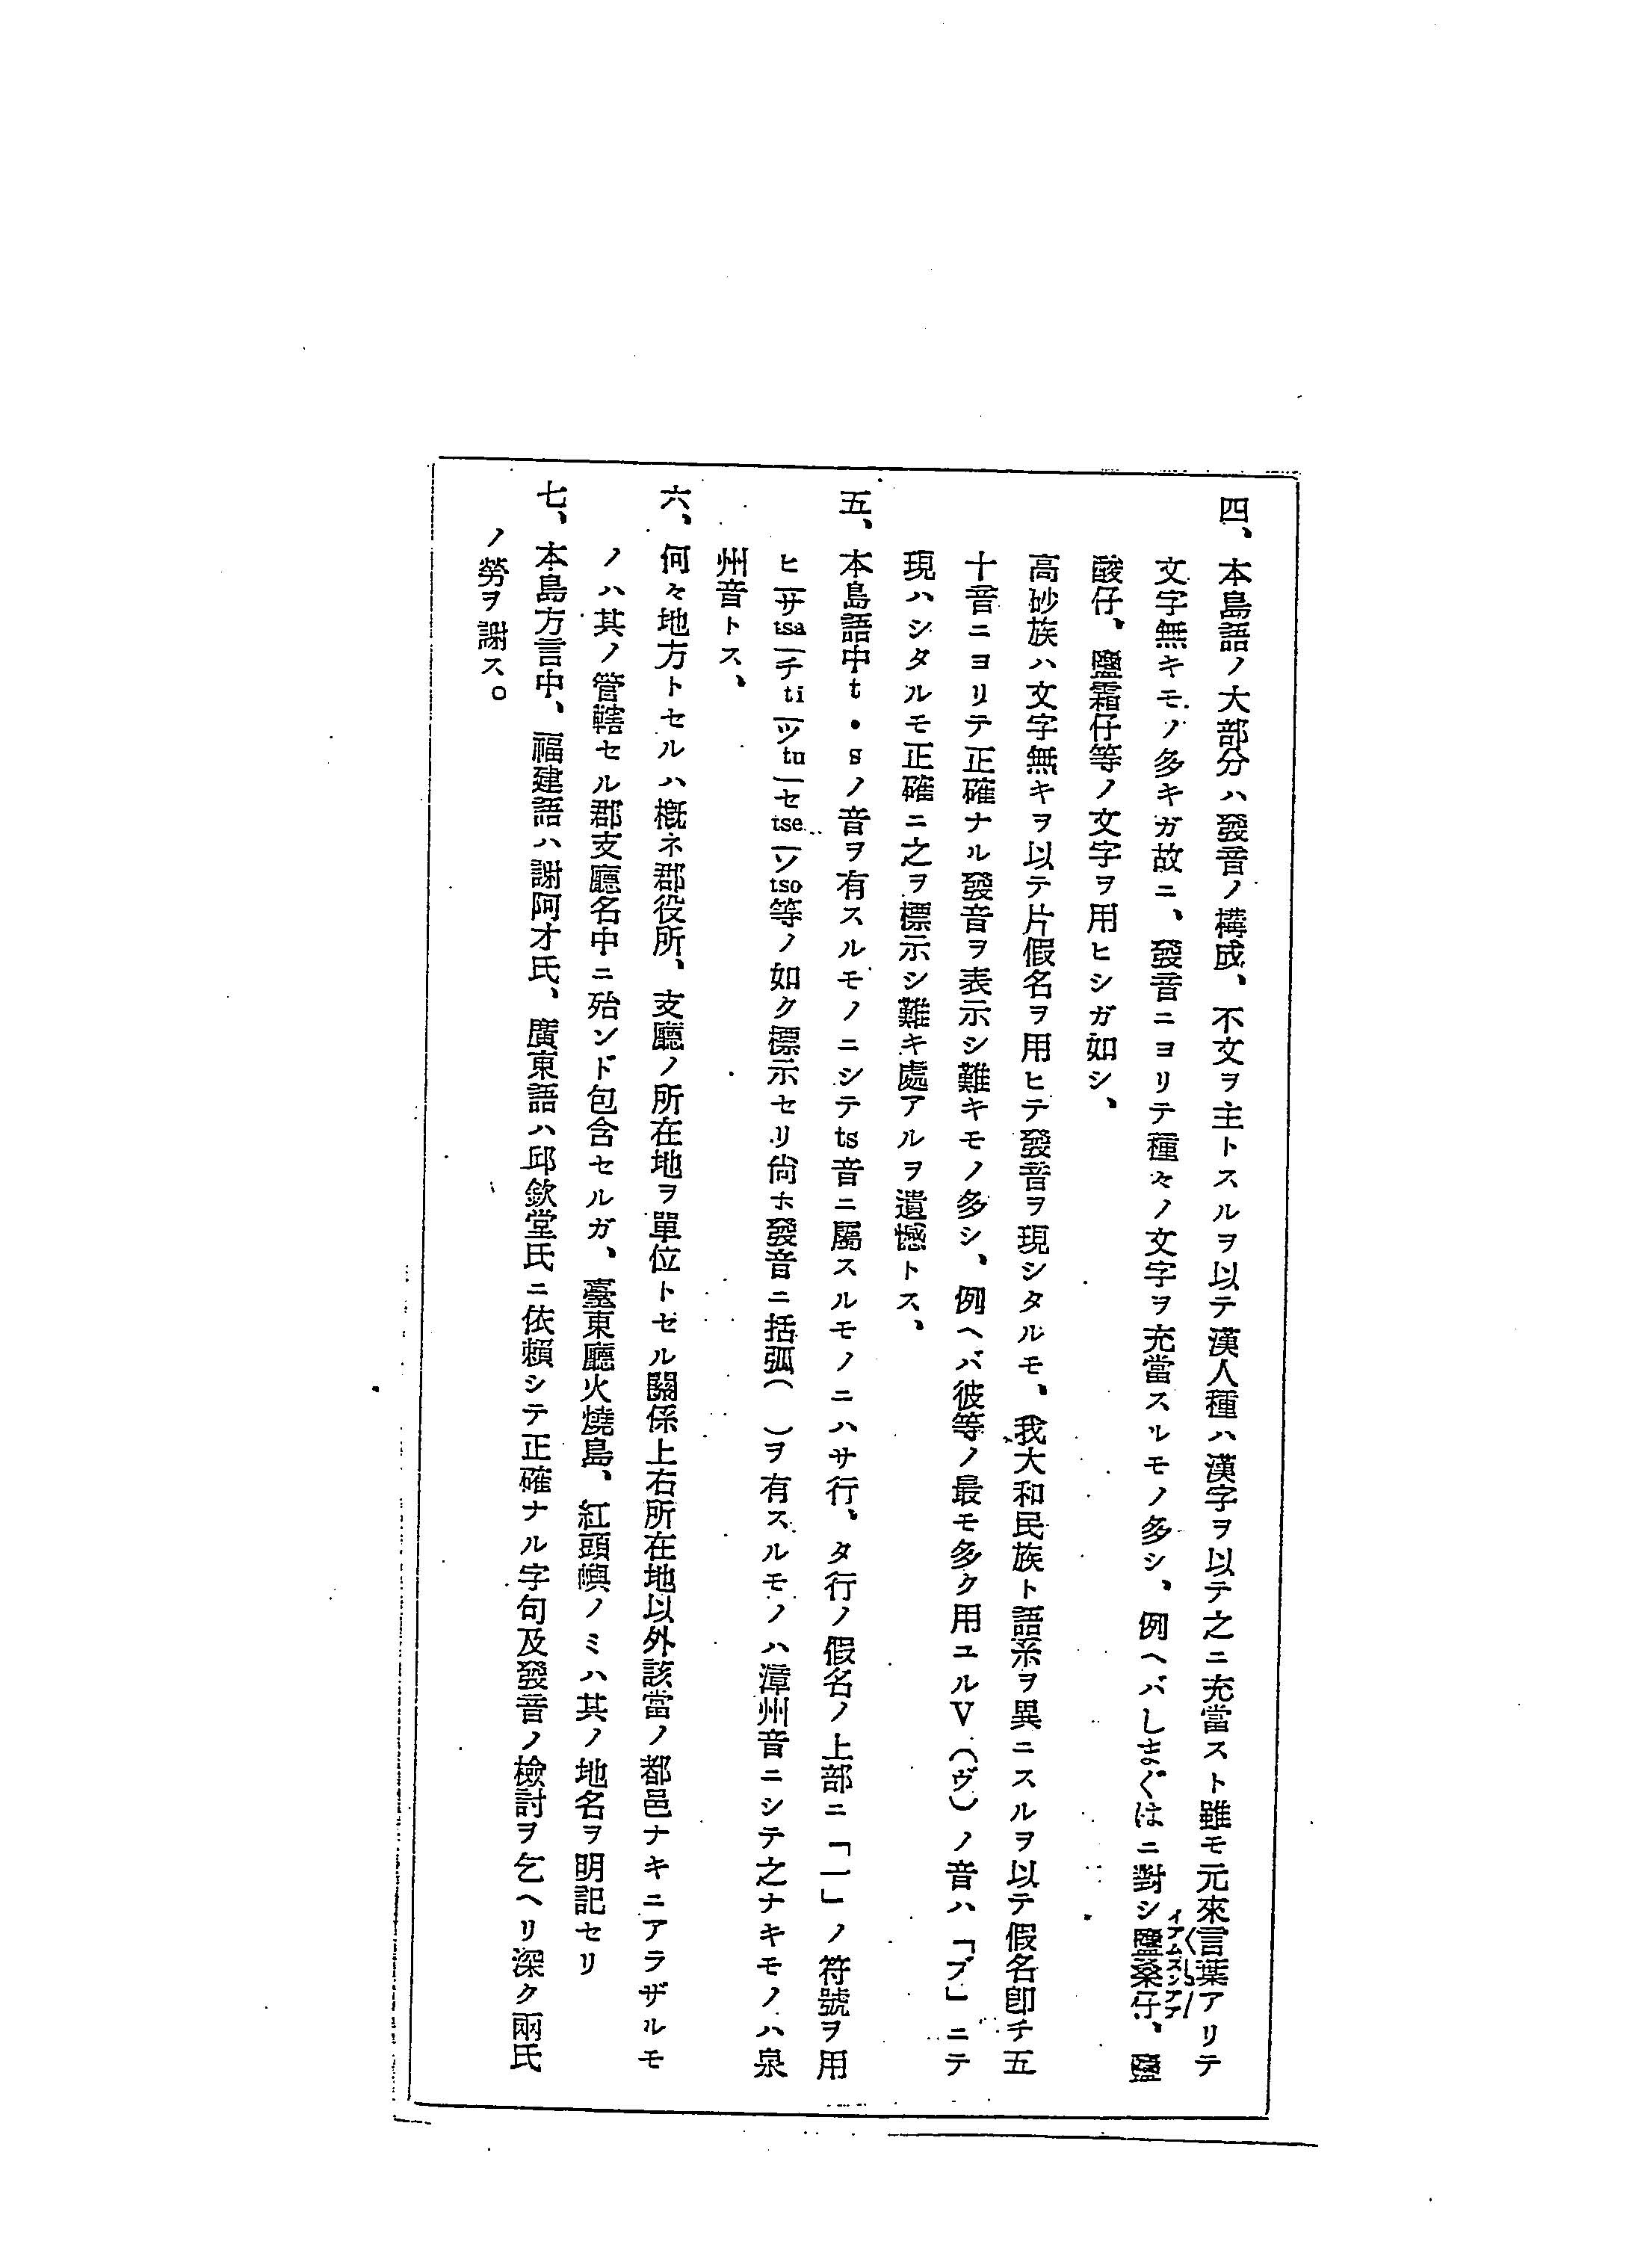 四、本島語ノ大部分ハ發音ノ構成、不文ヲ主トスルヲ以テ漢人種ハ漢字ヲ以テ之ニ充當スト雖モ元來言葉アリテ
文字無キモノ多キガ故ニ、發音ニヨリテ種々ノ文字ヲ充當スルモノ多シ、例ヘバしまぐはニ對シ鹽桑仔、鹽
酸仔、鹽霜仔等ノ文字ヲ用ヒシガ如シ、
高砂族ハ文字無キヲ以テ片假名ヲ用ヒテ發音ヲ現シタルモ、我大和民族ト語系ヲ異ニスルヲ以テ假名卽チ五
十音ニヨリテ正確ナル發音ヲ表示シ難キモノ多シ、例ヘバ彼等ノ最モ多ク用ユルV(ヴ)ノ音ハ「ブ」ニテ
現ハシタルモ正確ニ之ヲ標示シ難キ處アルヲ遺憾トス、
五、本島語中t・sノ音ヲ有スルモノニシテts音ニ屬スルモノニハサ行、タ行ノ假名ノ上部ニ「一」ノ符號ヲ用
ヒサtsaチtiツtuセtseソtso等ノ如ク標示セリ尙ホ發音ニ括弧( )ヲ有スルモノハ漳州音ニシテ之ナキモノハ泉
州音トス、
六、何々地方トセルハ槪ネ郡役所、支廳ノ所在地ヲ單位トセル關係上右所在地以外該當ノ都邑ナキニアラザルモ
ノハ其ノ管轄セル郡支廳名中ニ殆ンド包含セルガ、臺東廳火燒島、紅頭嶼ノミハ其ノ地名ヲ明記セリ
七、本島方言中、福建語ハ謝阿才氏、廣東語ハ邱欽堂氏ニ依賴シテ正確ナル字句及發音ノ檢討ヲ乞ヘリ深ク兩氏
ノ勞ヲ謝ス。